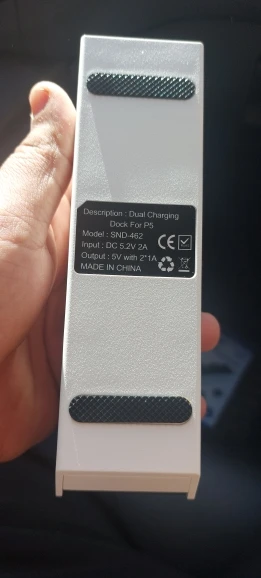 Description : Dual Charging
Dock For P5
Model : SND-462
Input : DC 5.2V 2A
Output : 5V with 2*1A
MADE IN CHINA
CE